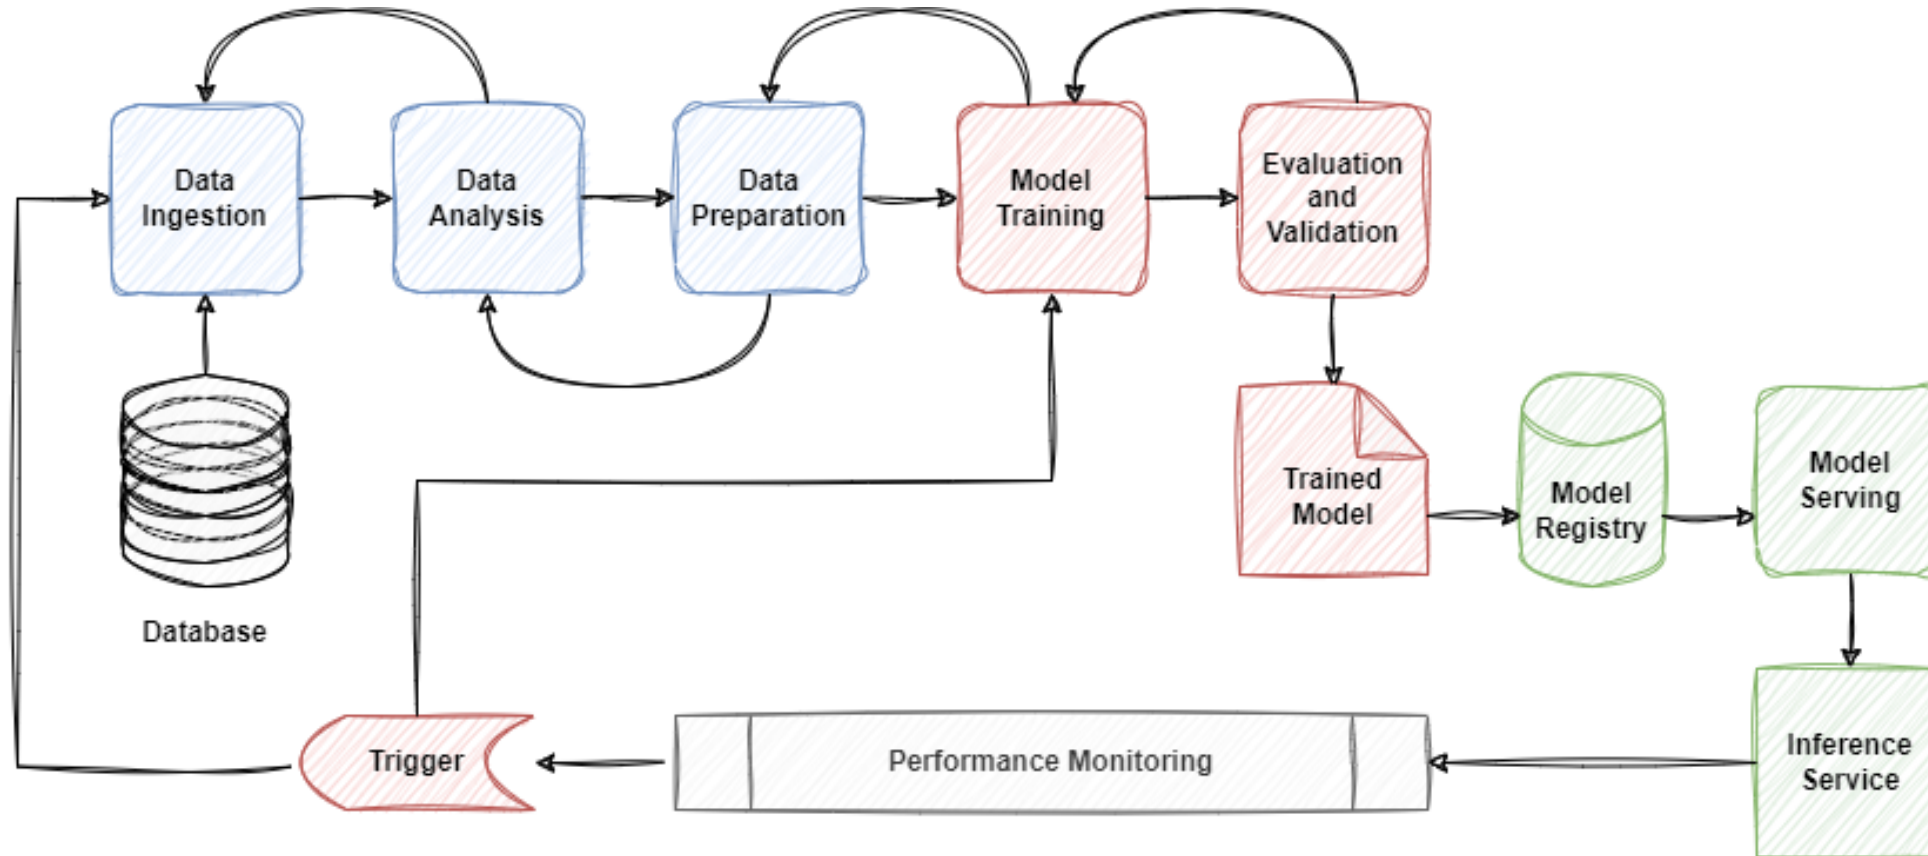 Data
Ingestion
Data
Analysis
Data
Preparation
Model
Training
Evaluation
and
Validation
Database
Trained
Model
Model
Registry
Model
Serving
Trigger
Performance Monitoring
Inference
Service